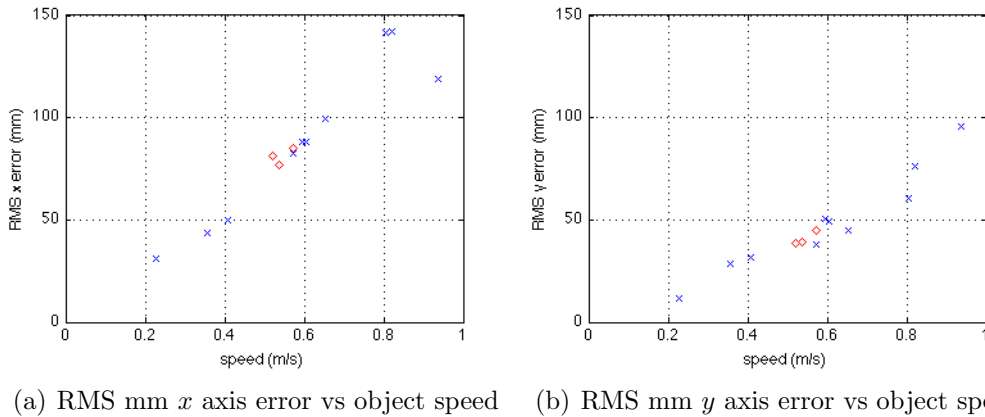 150
100
50
0
RMS x error (mm)
0 0.2 0.4 0.6 0.8 1
speed (m/s)
(a) RMS mm x axis error vs object speed
150
100
50
0
RMS y error (mm)
0 0.2 0.4 0.6 0.8 1
speed (m/s)
(b) RMS mm y axis error vs object